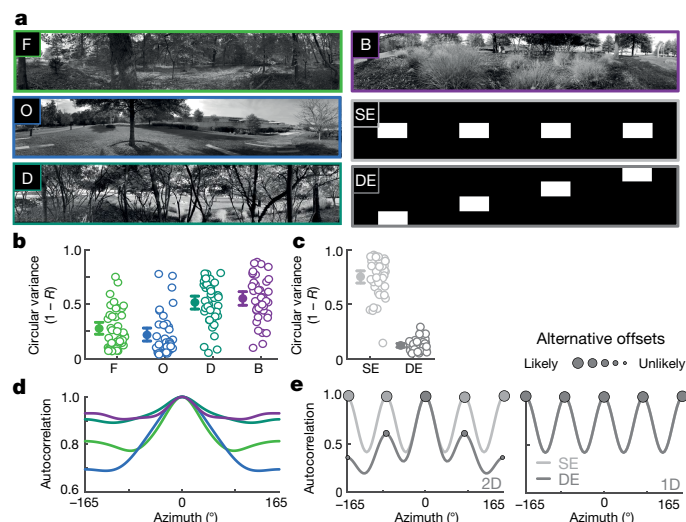 a
F
B
O
SE
D
DE
b
c
1.0
0.5
0
Circular variance
(1 − R)
F
O
D
B
1.0
0.5
0
Circular variance
(1 − R)
SE
DE
Alternative offsets
Likely
Unlikely
d
1.0
0.8
0.6
Autocorrelation
−165
0
165
Azimuth (°)
e
1.0
0.5
0
Autocorrelation
2D
−165
0
165
Azimuth (°)
SE
DE
1D
−165
0
165
Azimuth (°)